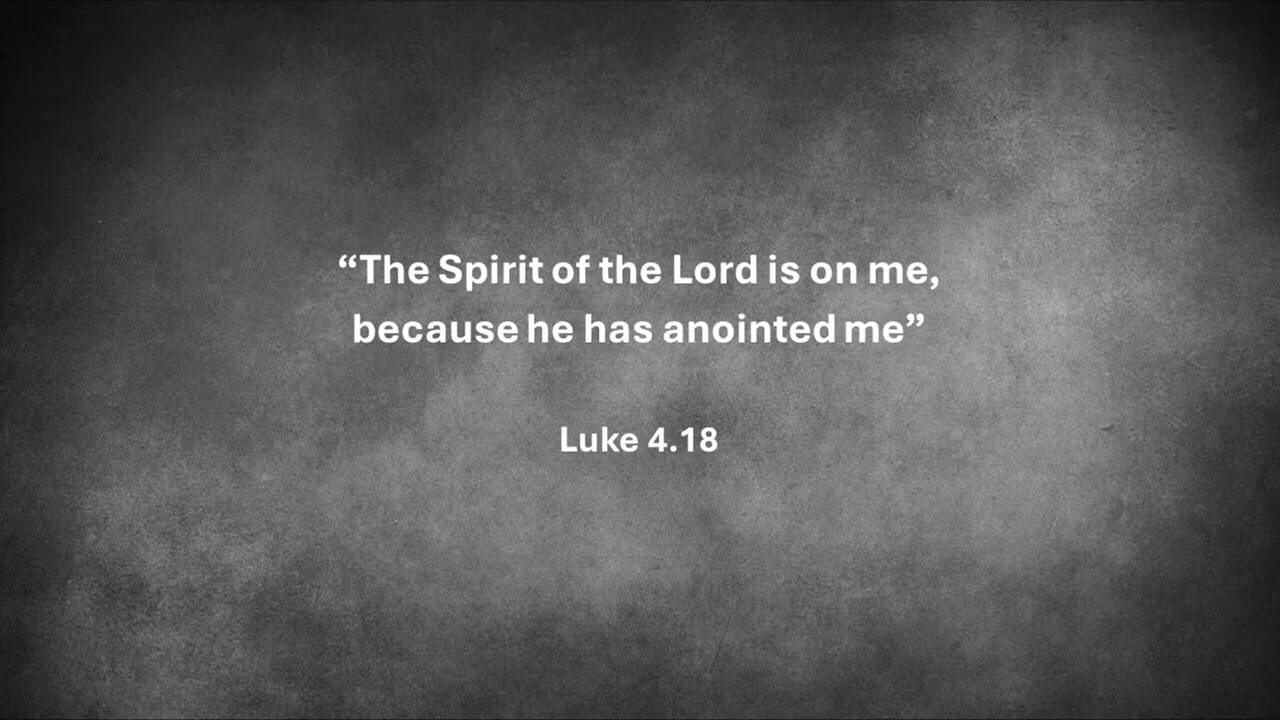 “The Spirit of the Lord is on me,
because he has anointed me”
Luke 4.18